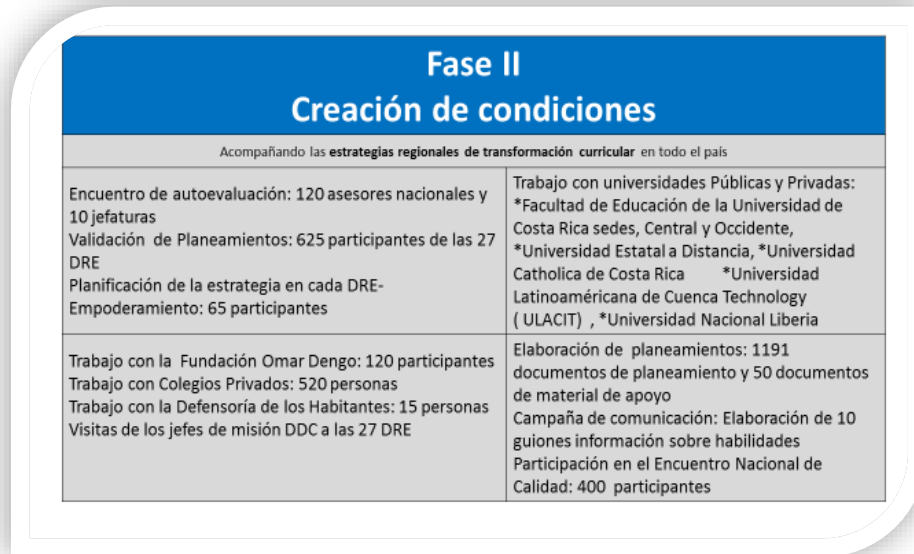 Fase II
Creación de condiciones
Acompañando las estrategias regionales de transformación curricular en todo el país
Encuentro de autoevaluación: 120 asesores nacionales y
10 jefaturas
Validación de Planeamientos: 625 participantes de las 27
DRE
Planificación de la estrategia en cada DRE-
Empoderamiento: 65 participantes
Trabajo con universidades Públicas y Privadas:
*Facultad de Educación de la Universidad de
Costa Rica sedes, Central y Occidente,
*Universidad Estatal a Distancia, *Universidad
Catholica de Costa Rica *Universidad
Latinoaméricana de Cuenca Technology
( ULACIT) , *Universidad Nacional Liberia
Trabajo con la Fundación Omar Dengo: 120 participantes
Trabajo con Colegios Privados: 520 personas
Trabajo con la Defensoría de los Habitantes: 15 personas
Visitas de los jefes de misión DDC a las 27 DRE
Elaboración de planeamientos: 1191
documentos de planeamiento y 50 documentos
de material de apoyo
Campaña de comunicación: Elaboración de 10
guiones información sobre habilidades
Participación en el Encuentro Nacional de
Calidad: 400 participantes